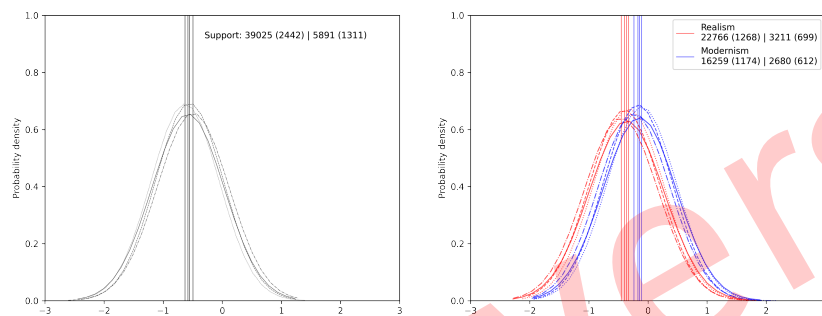 1.0
0.8
0.6
0.4
0.2
0.0
Probability density
−3 −2 −1 0 1 2 3
Support: 39025 (2442) | 5891 (1311)
1.0
0.8
0.6
0.4
0.2
0.0
Probability density
−2 −1 0 1 2 3
Realism
22766 (1268) | 3211 (699)
Modernism
16259 (1174) | 2680 (612)